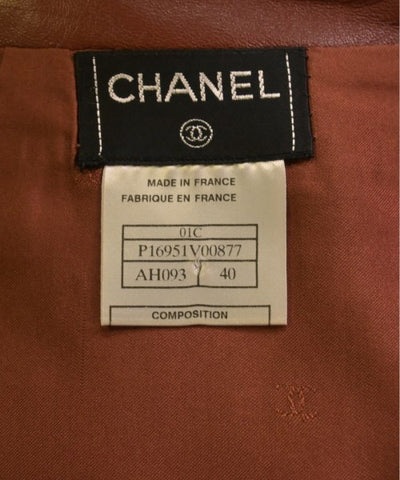 CHANEL
MADE IN FRANCE
FABRIQUE EN FRANCE
01C
P16951V00877
AH093 40
COMPOSITION